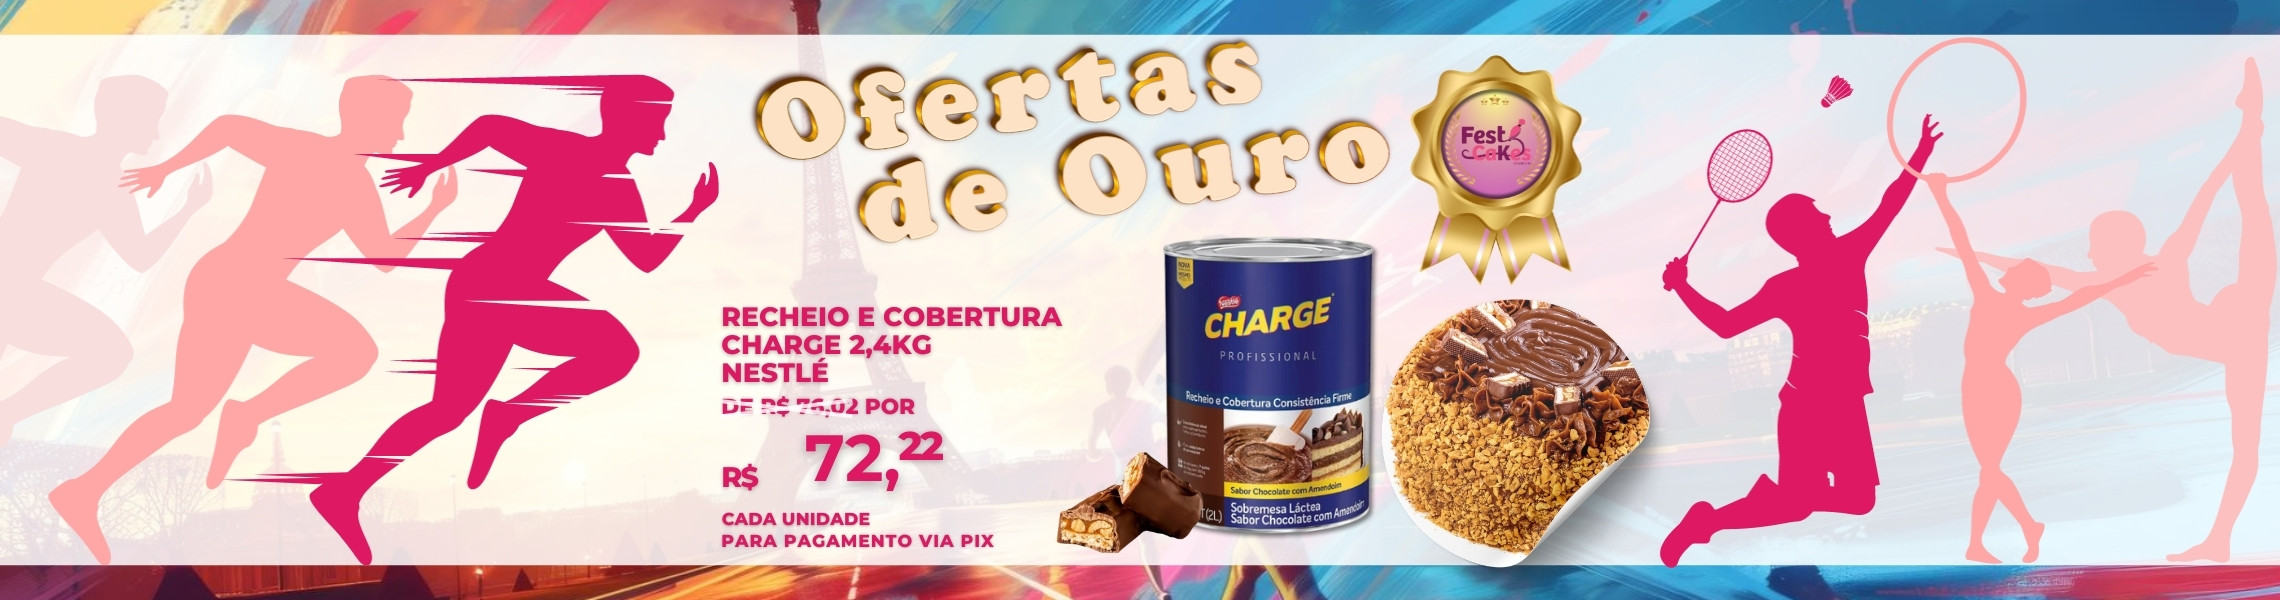 Ofertas
de Ouro
Fest
Cakes
RECHEIO E COBERTURA
CHARGE 2,4KG
NESTLÉ
DE R$ 76,02 POR
R$ 72,22
CADA UNIDADE
PARA PAGAMENTO VIA PIX
NOVA
Nestlé
CHARGE
PROFISSIONAL
Recheio e Cobertura Consistência Firme
Sabor Chocolate com Amendoim
Sobremesa Láctea
Sabor Chocolate com Amendoim
T(2L)